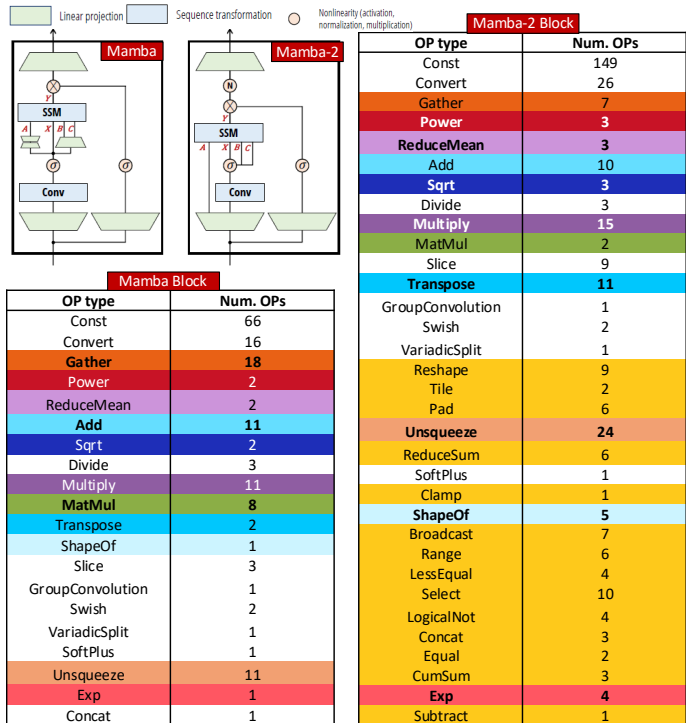 Linear projection
Sequence transformation
σ
Nonlinearity (activation,
normalization, multiplication)
Mamba
Y
SSM
A X B C
σ
σ
Conv
Mamba-2
N
Y
SSM
A X B C
σ
σ
Conv
Mamba Block
OP type Num. OPs
Const 66
Convert 16
Gather 18
Power 2
ReduceMean 2
Add 11
Sqrt 2
Divide 3
Multiply 11
MatMul 8
Transpose 2
ShapeOf 1
Slice 3
GroupConvolution 1
Swish 2
VariadicSplit 1
SoftPlus 1
Unsqueeze 11
Exp 1
Concat 1
Mamba-2 Block
OP type Num. OPs
Const 149
Convert 26
Gather 7
Power 3
ReduceMean 3
Add 10
Sqrt 3
Divide 3
Multiply 15
MatMul 2
Slice 9
Transpose 11
GroupConvolution 1
Swish 2
VariadicSplit 1
Reshape 9
Tile 2
Pad 6
Unsqueeze 24
ReduceSum 6
SoftPlus 1
Clamp 1
ShapeOf 5
Broadcast 7
Range 6
LessEqual 4
Select 10
LogicalNot 4
Concat 3
Equal 2
CumSum 3
Exp 4
Subtract 1